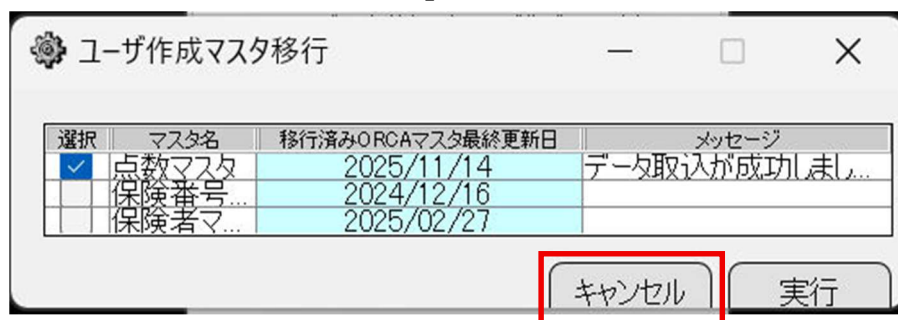 ユーザ作成マスタ移行
選択 マスタ名 移行済みORCAマスタ最終更新日 メッセージ
点数マスタ 2025/11/14 データ取込が成功しまし...
保険番号... 2024/12/16
保険者マ... 2025/02/27
キャンセル 実行